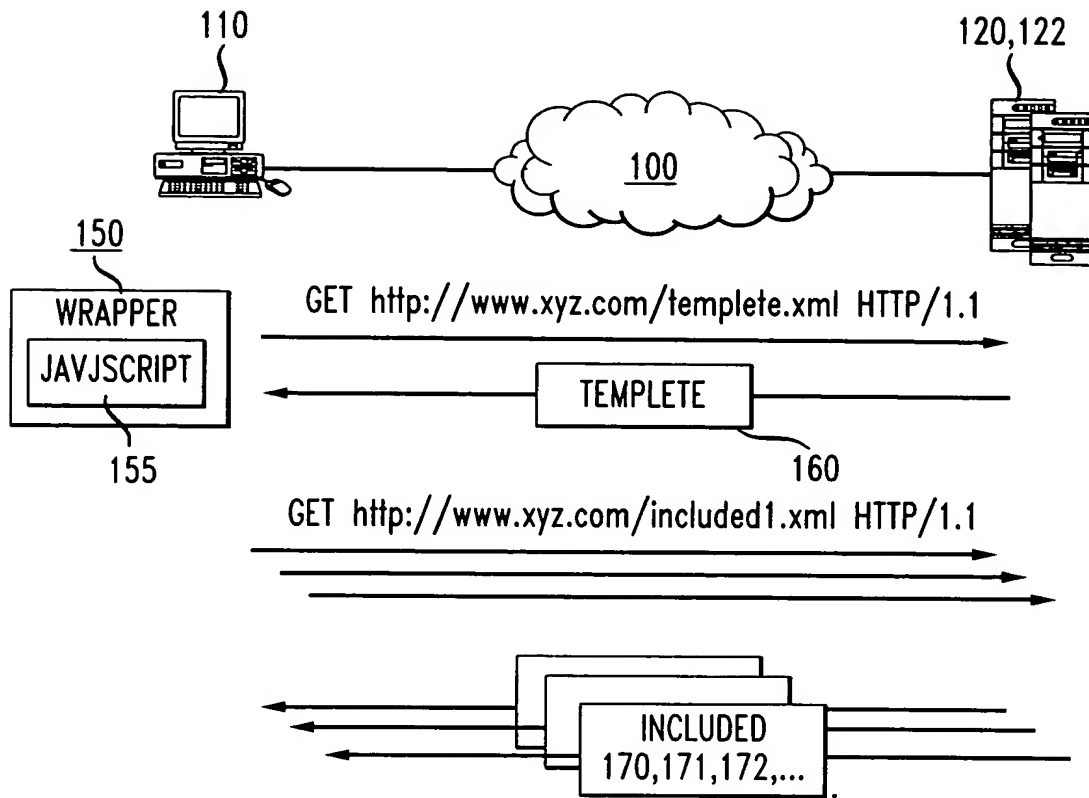 110
120,122
100
150
WRAPPER
JAVJSCRIPT
155
GET http://www.xyz.com/templete.xml HTTP/1.1
TEMPLETE
160
GET http://www.xyz.com/included1.xml HTTP/1.1
INCLUDED
170,171,172,...